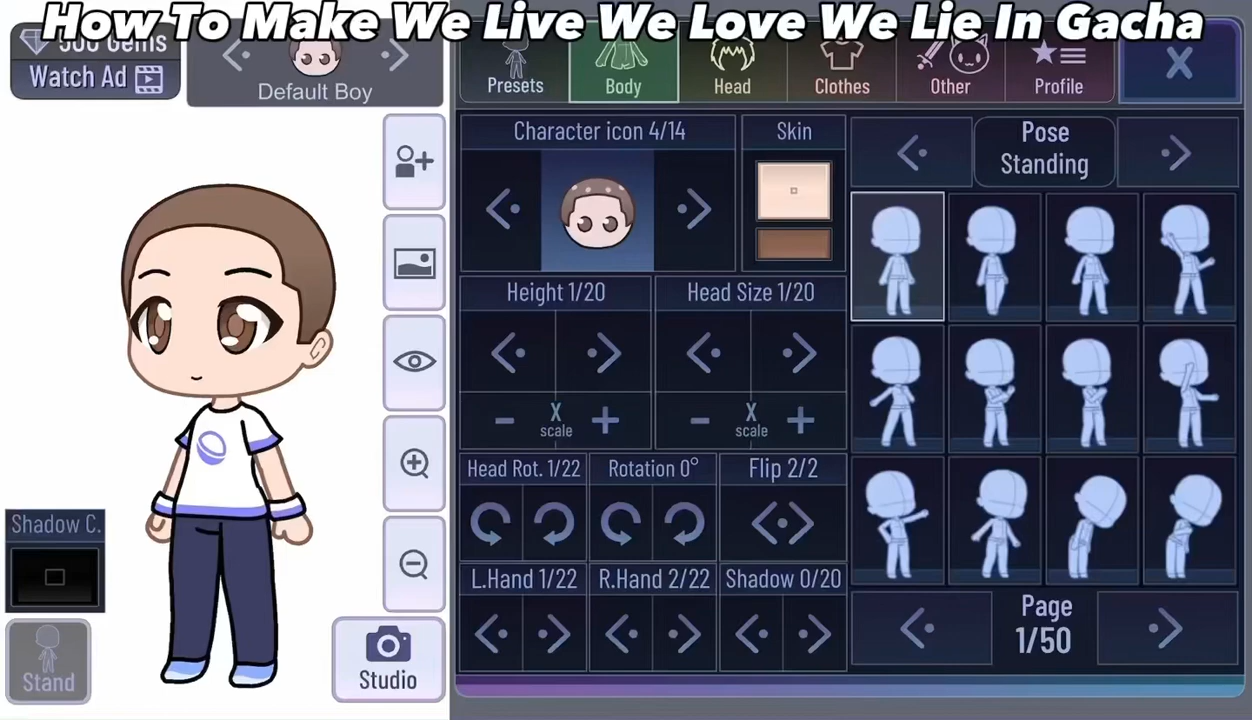 How To Make We Live We Love We Lie In Gacha
500 Gems
Watch Ad
Default Boy
Presets
Body
Head
Clothes
Other
Profile
X
Character icon 4/14
Skin
Pose
Standing
Height 1/20
Head Size 1/20
X
scale
X
scale
Head Rot. 1/22
Rotation 0°
Flip 2/2
L.Hand 1/22
R.Hand 2/22
Shadow 0/20
Page
1/50
Shadow C.
Stand
Studio